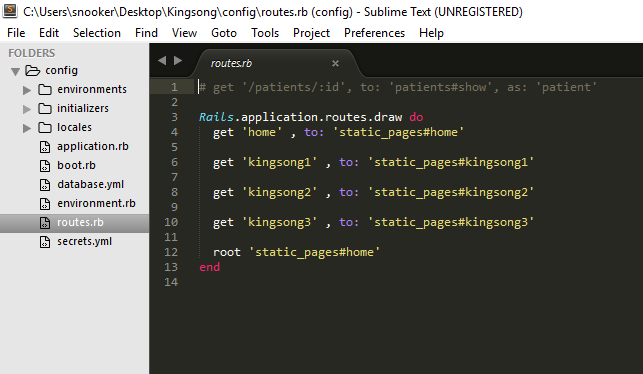 C:\Users\snooker\Desktop\Kingsong\config\routes.rb (config) - Sublime Text (UNREGISTERED)
File Edit Selection Find View Goto Tools Project Preferences Help
FOLDERS
config
environments
initializers
locales
application.rb
boot.rb
database.yml
environment.rb
routes.rb
secrets.yml
routes.rb ×
1 # get '/patients/:id', to: 'patients#show', as: 'patient'
2
3 Rails.application.routes.draw do
4 get 'home' , to: 'static_pages#home'
5
6 get 'kingsong1' , to: 'static_pages#kingsong1'
7
8 get 'kingsong2' , to: 'static_pages#kingsong2'
9
10 get 'kingsong3' , to: 'static_pages#kingsong3'
11
12 root 'static_pages#home'
13 end
14